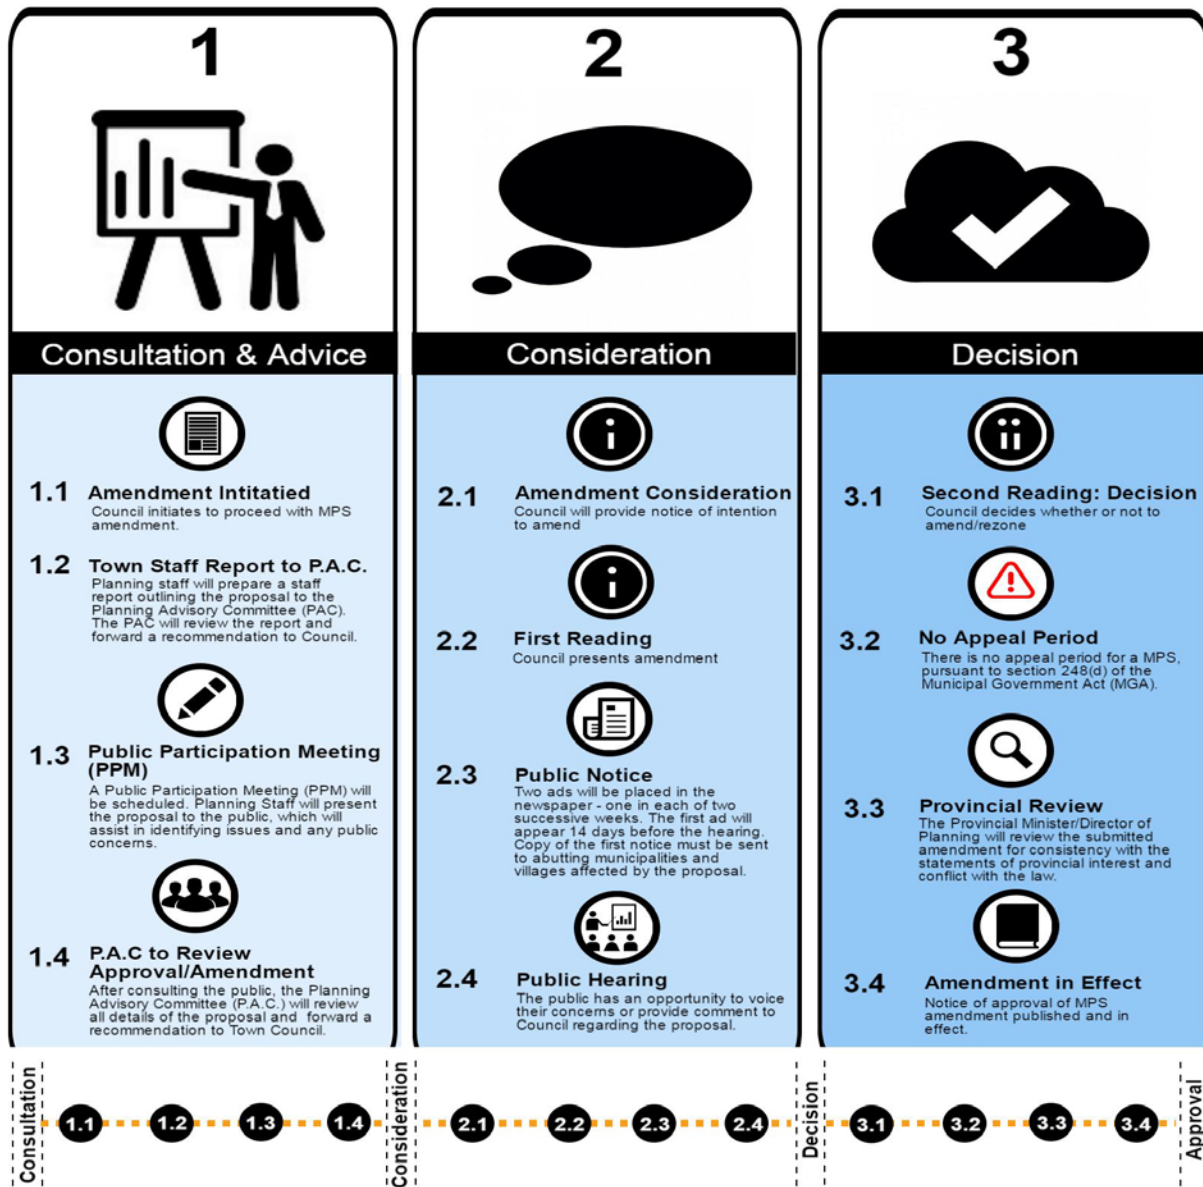 1
Consultation & Advice
1.1 Amendment Intitatied
Council initiates to proceed with MPS
amendment.
1.2 Town Staff Report to P.A.C.
Planning staff will prepare a staff
report outlining the proposal to the
Planning Advisory Committee (PAC).
The PAC will review the report and
forward a recommendation to Council.
1.3 Public Participation Meeting
(PPM)
A Public Participation Meeting (PPM) will
be scheduled. Planning Staff will present
the proposal to the public, which will
assist in identifying issues and any public
concerns.
1.4 P.A.C to Review
Approval/Amendment
After consulting the public, the Planning
Advisory Committee (P.A.C.) will review
all details of the proposal and forward a
recommendation to Town Council.
2
Consideration
i
2.1 Amendment Consideration
Council will provide notice of intention
to amend
i
2.2 First Reading
Council presents amendment
2.3 Public Notice
Two ads will be placed in the
newspaper - one in each of two
successive weeks. The first ad will
appear 14 days before the hearing.
Copy of the first notice must be sent
to abutting municipalities and
villages affected by the proposal.
2.4 Public Hearing
The public has an opportunity to voice
their concerns or provide comment to
Council regarding the proposal.
3
Decision
ii
3.1 Second Reading: Decision
Council decides whether or not to
amend/rezone
!
3.2 No Appeal Period
There is no appeal period for a MPS,
pursuant to section 248(d) of the
Municipal Government Act (MGA).
3.3 Provincial Review
The Provincial Minister/Director of
Planning will review the submitted
amendment for consistency with the
statements of provincial interest and
conflict with the law.
3.4 Amendment in Effect
Notice of approval of MPS
amendment published and in
effect.
Consultation
1.1 1.2 1.3 1.4
Consideration
2.1 2.2 2.3 2.4
Decision
3.1 3.2 3.3 3.4
Approval